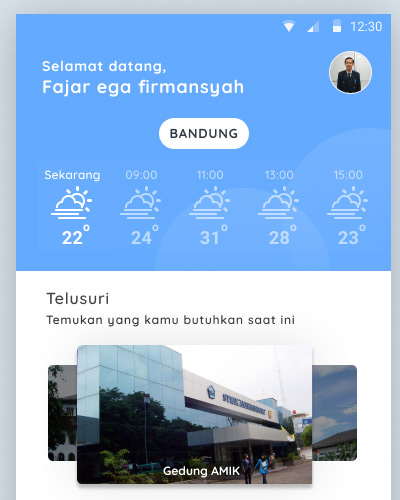 12:30
Selamat datang,
Fajar ega firmansyah
BANDUNG
Sekarang 09:00 11:00 13:00 15:00
22° 24° 31° 28° 23°
Telusuri
Temukan yang kamu butuhkan saat ini
Gedung AMIK